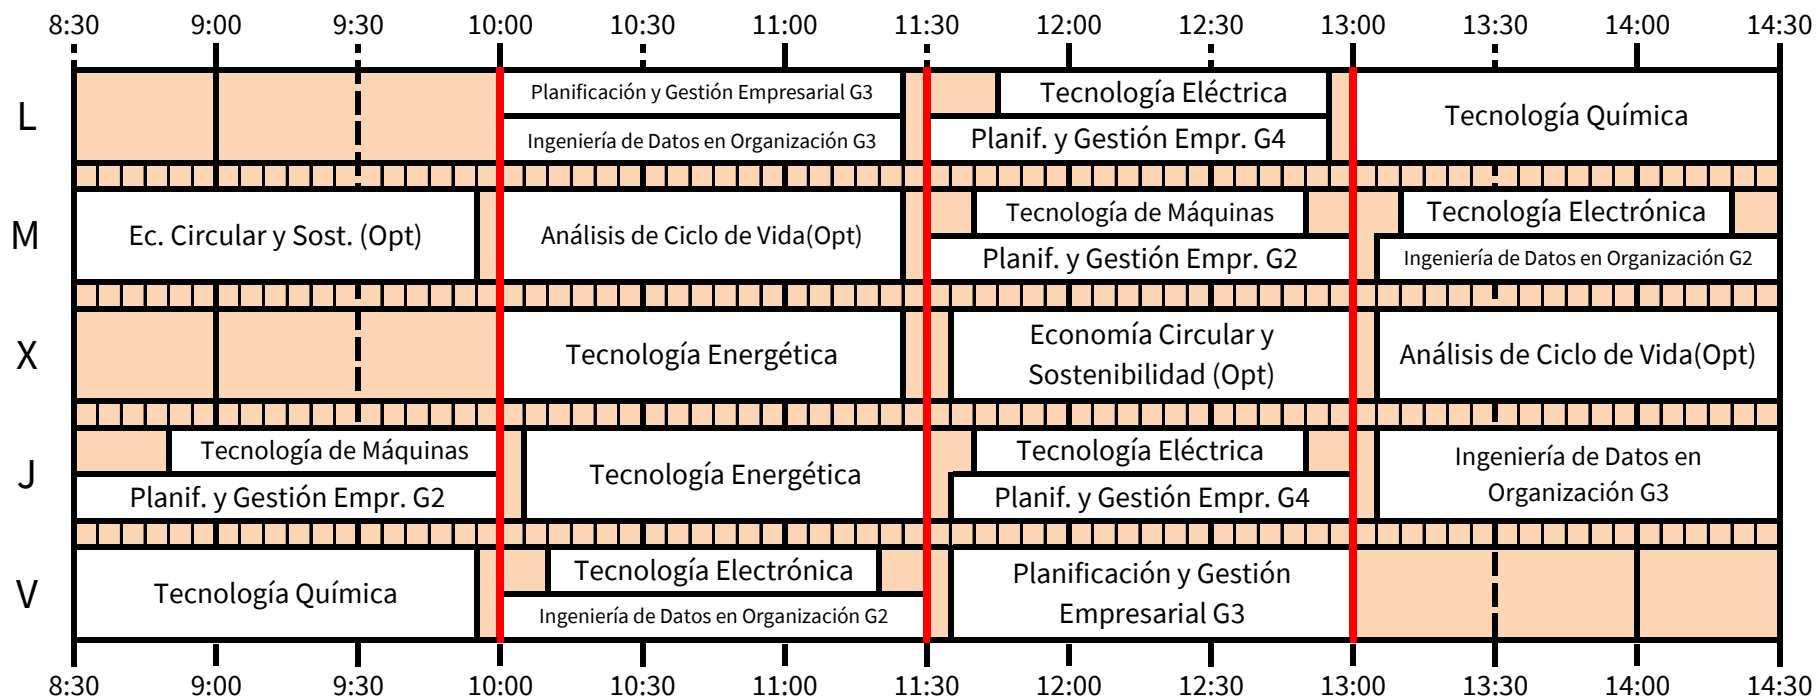 8:30 9:00 9:30 10:00 10:30 11:00 11:30 12:00 12:30 13:00 13:30 14:00 14:30
L
Planificación y Gestión Empresarial G3
Ingeniería de Datos en Organización G3
Tecnología Eléctrica
Planif. y Gestión Empr. G4
Tecnología Química
M
Ec. Circular y Sost. (Opt)
Análisis de Ciclo de Vida(Opt)
Tecnología de Máquinas
Planif. y Gestión Empr. G2
Tecnología Electrónica
Ingeniería de Datos en Organización G2
X
Tecnología Energética
Economía Circular y
Sostenibilidad (Opt)
Análisis de Ciclo de Vida(Opt)
J
Tecnología de Máquinas
Planif. y Gestión Empr. G2
Tecnología Energética
Tecnología Eléctrica
Planif. y Gestión Empr. G4
Ingeniería de Datos en
Organización G3
V
Tecnología Química
Tecnología Electrónica
Ingeniería de Datos en Organización G2
Planificación y Gestión
Empresarial G3
8:30 9:00 9:30 10:00 10:30 11:00 11:30 12:00 12:30 13:00 13:30 14:00 14:30